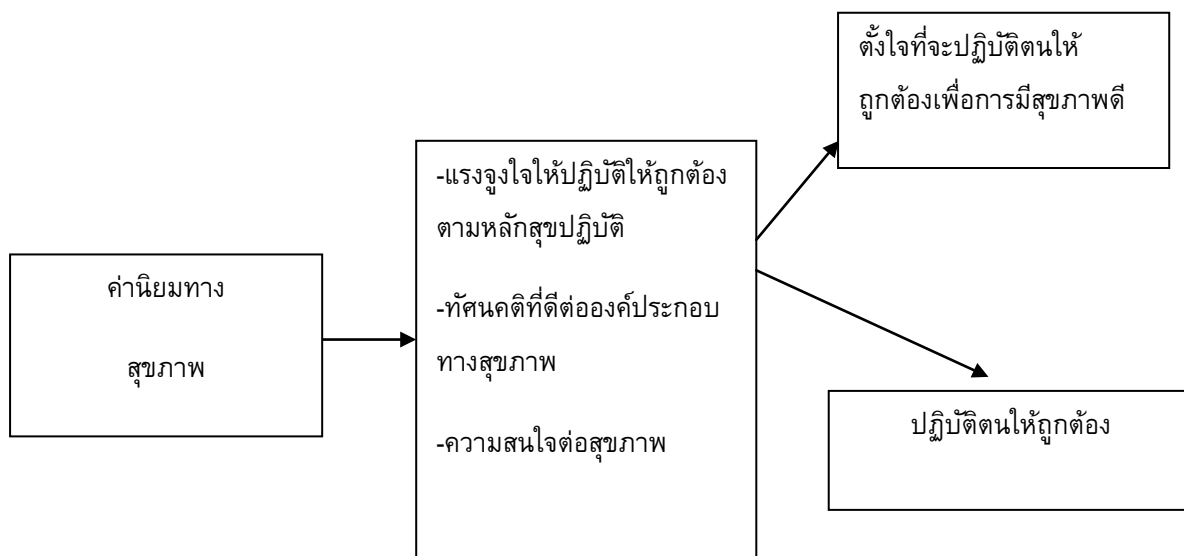 ค่านิยมทาง
สุขภาพ
-แรงจูงใจให้ปฏิบัติให้ถูกต้อง
ตามหลักสุขปฏิบัติ
-ทัศนคติที่ดีต่อองค์ประกอบ
ทางสุขภาพ
-ความสนใจต่อสุขภาพ
ตั้งใจที่จะปฏิบัติตนให้
ถูกต้องเพื่อการมีสุขภาพดี
ปฏิบัติตนให้ถูกต้อง